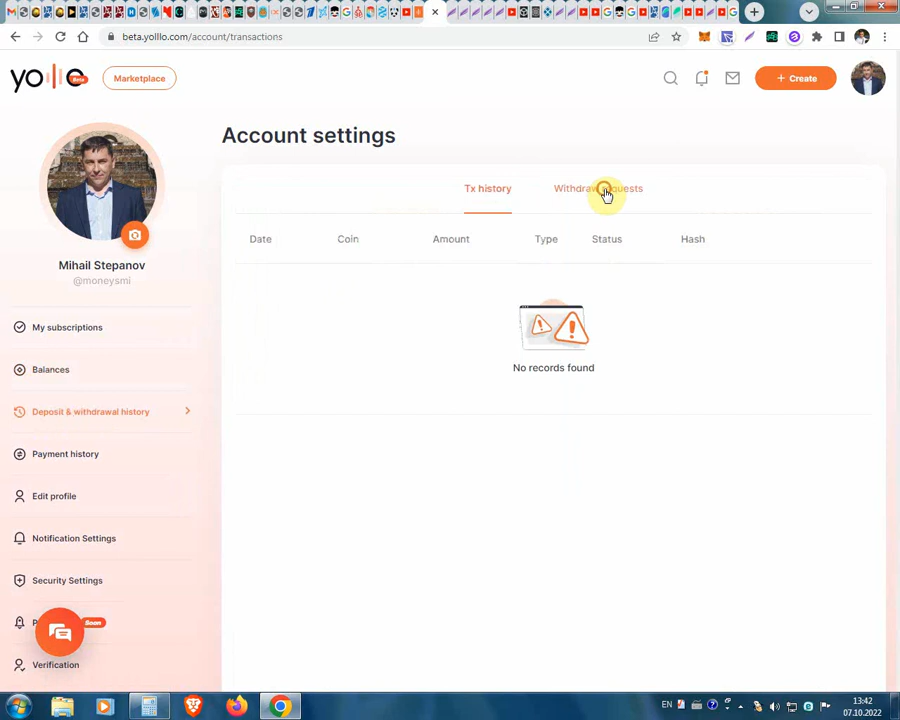 beta.yolllo.com/account/transactions
yolllo
Beta
Marketplace
+ Create
Account settings
Tx history
Date
Coin
Amount
Type
Status
Hash
No records found
Mihail Stepanov
@moneysmi
My subscriptions
Balances
Deposit & withdrawal history
Payment history
Edit profile
Notification Settings
Security Settings
Soon
Verification
EN
13:42
07.10.2022